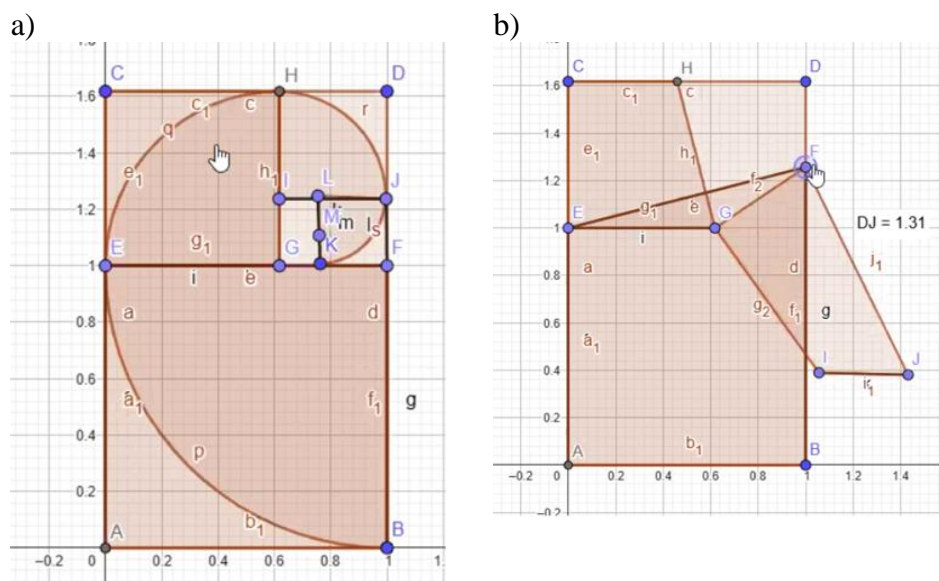 a)
b)
C
H
D
1.6
c₁
c
r
q
1.4
e₁
h₁
I
L
J
1.2
M
m
l
s
g₁
K
E
G
F
1
i
e
a
d
0.8
0.6
a₁
f₁
g
0.4
p
0.2
b₁
A
B
-0.2
0
0.2
0.4
0.6
0.8
1
C
H
D
1.6
c₁
c
1.4
e₁
h₁
F
f₂
1.2
g₁
e
E
G
DJ = 1.31
1
i
j₁
a
d
0.8
g₂
f₁
g
0.6
a₁
I
J
0.4
i₁
0.2
b₁
A
B
-0.2
0
0.2
0.4
0.6
0.8
1
1.2
1.4
-0.2